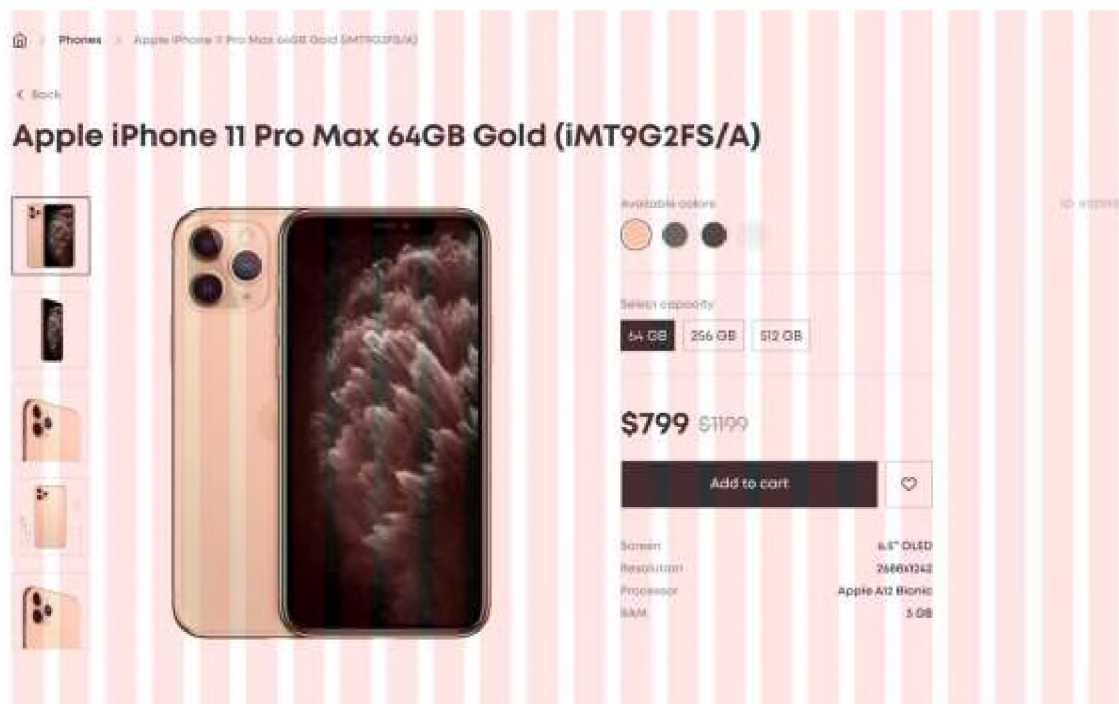 Phones
Apple iPhone 11 Pro Max 64GB Gold (iMT9G2FS/A)
Back
Apple iPhone 11 Pro Max 64GB Gold (iMT9G2FS/A)
Available colors
ID:
Select capacity
64 GB 256 GB 512 GB
$799 $1199
Add to cart
Screen 6.5" OLED
Resolution 2688x1242
Processor Apple A12 Bionic
RAM 3 GB